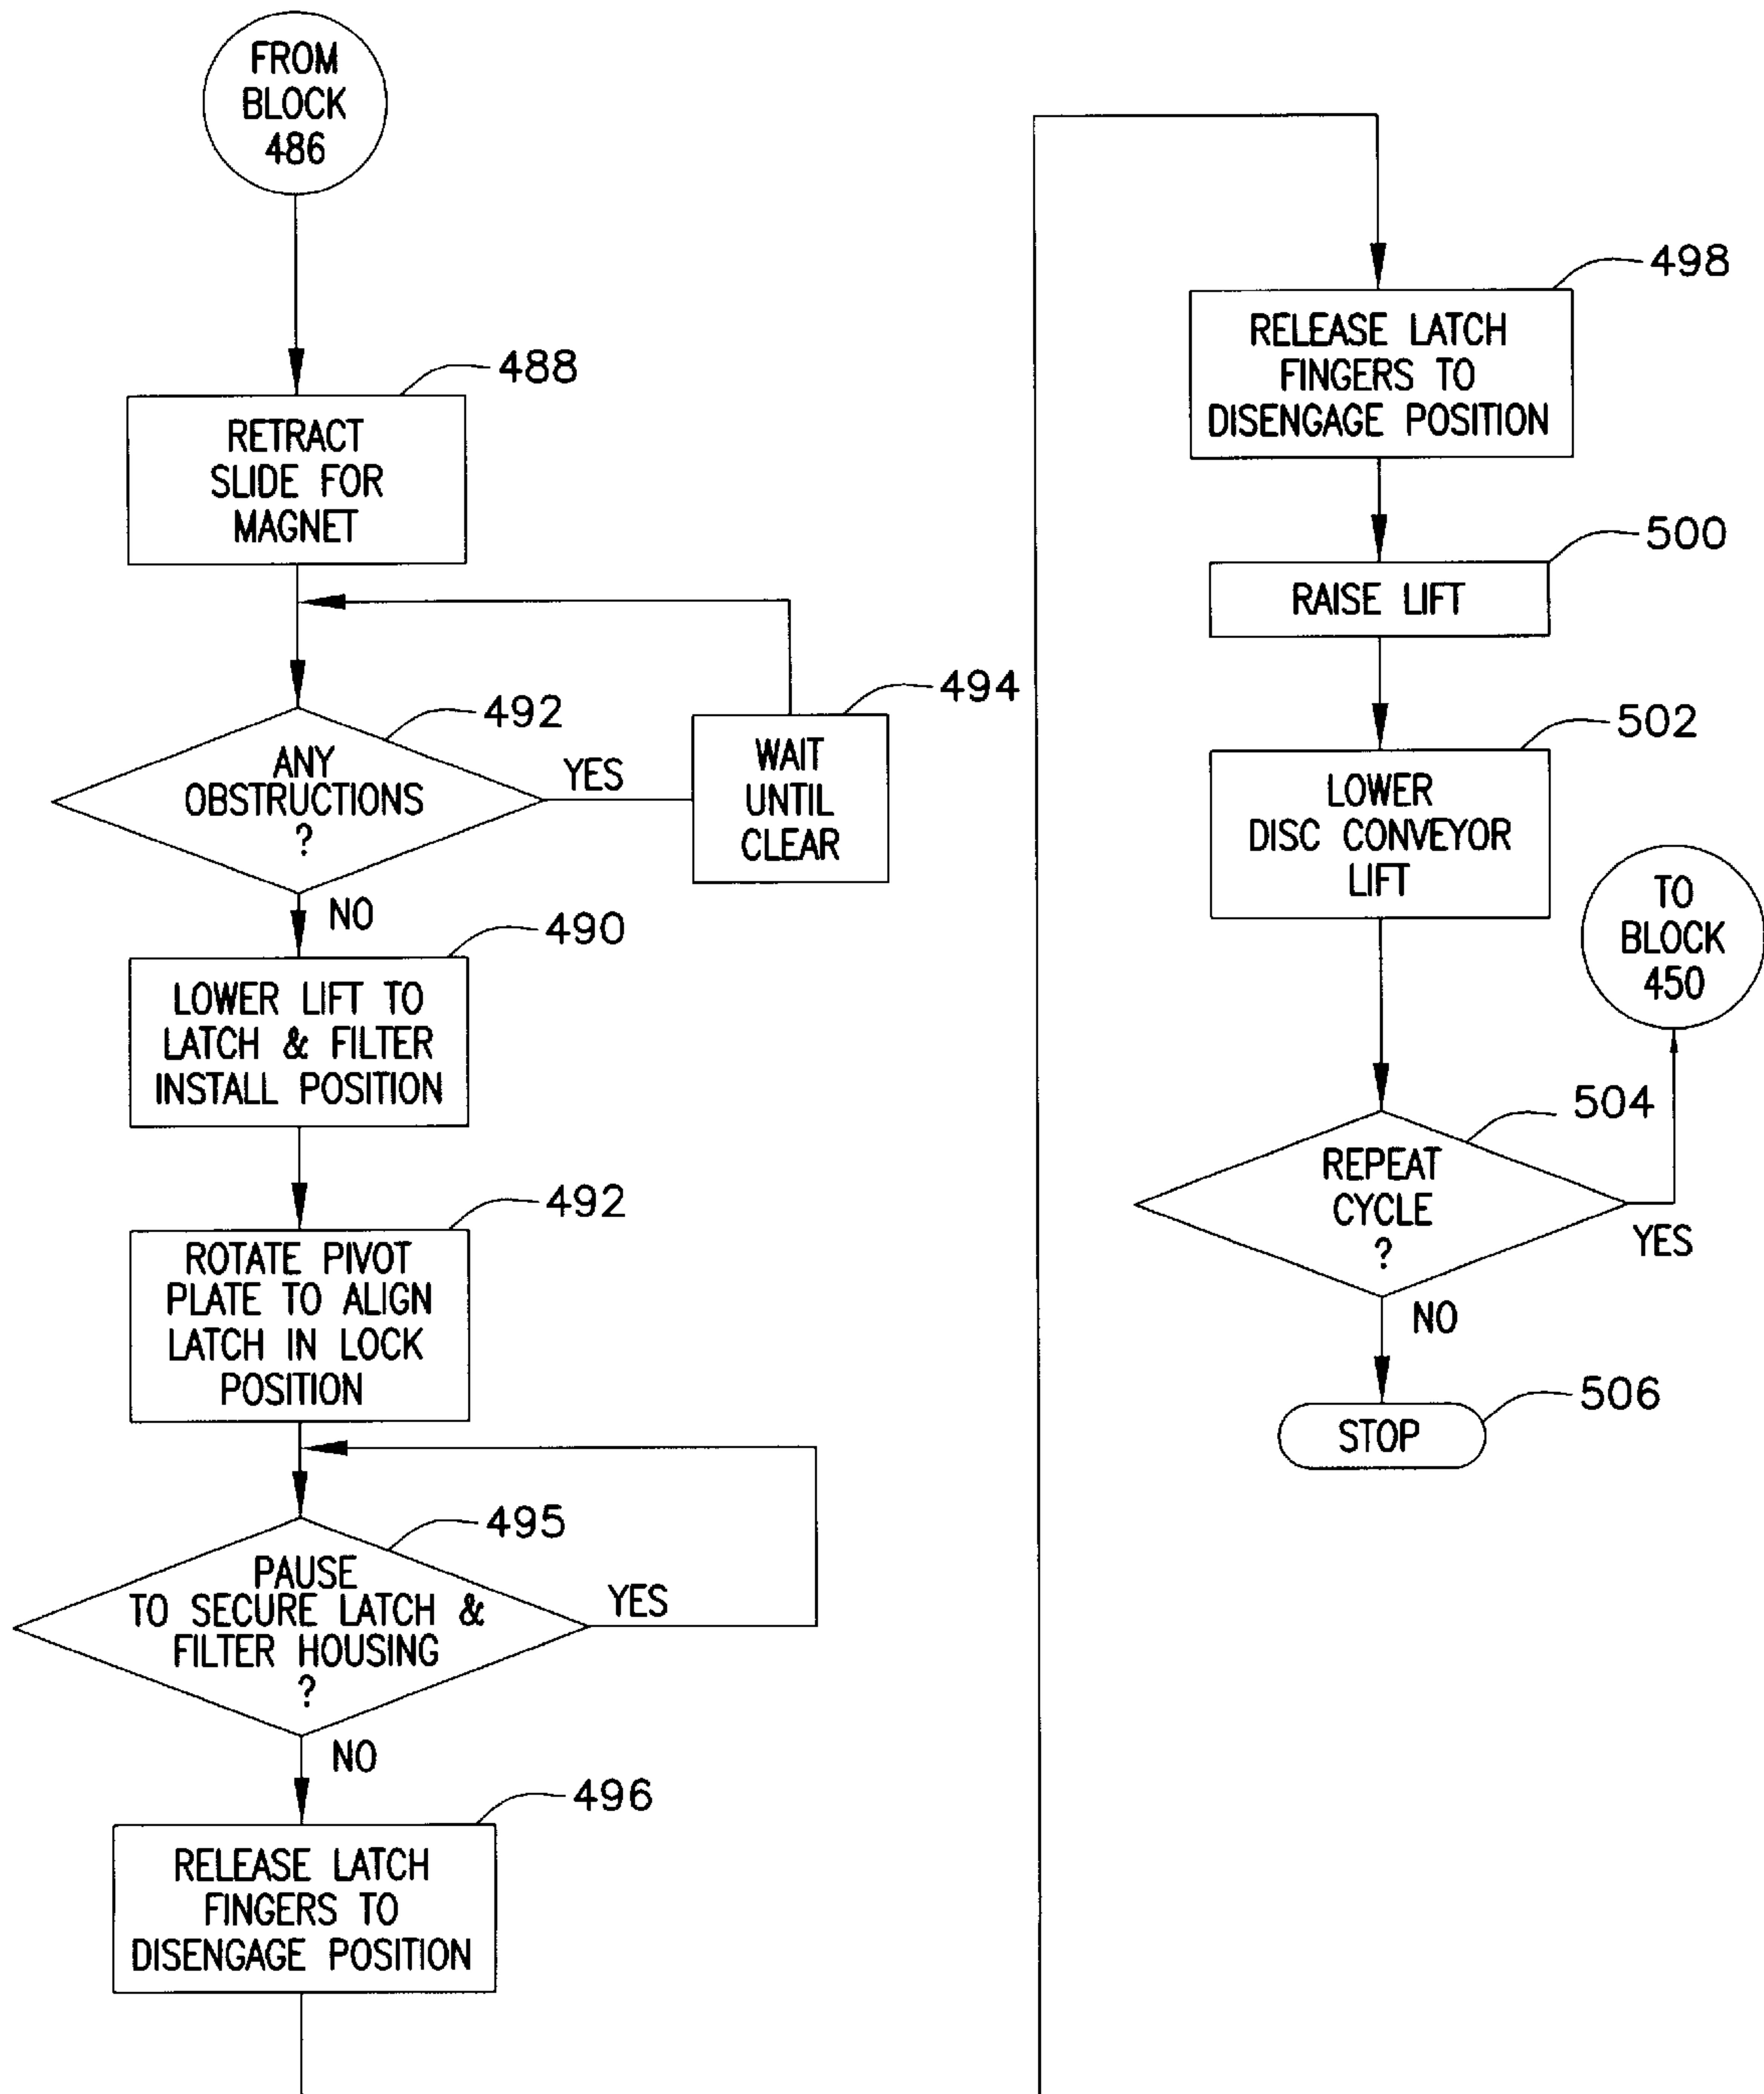 FROM
BLOCK
486
488
RETRACT
SLIDE FOR
MAGNET
492
ANY
OBSTRUCTIONS
?
YES
494
WAIT
UNTIL
CLEAR
NO
490
LOWER LIFT TO
LATCH & FILTER
INSTALL POSITION
492
ROTATE PIVOT
PLATE TO ALIGN
LATCH IN LOCK
POSITION
495
PAUSE
TO SECURE LATCH &
FILTER HOUSING
?
YES
NO
496
RELEASE LATCH
FINGERS TO
DISENGAGE POSITION
498
RELEASE LATCH
FINGERS TO
DISENGAGE POSITION
500
RAISE LIFT
502
LOWER
DISC CONVEYOR
LIFT
TO
BLOCK
450
504
REPEAT
CYCLE
?
YES
NO
506
STOP